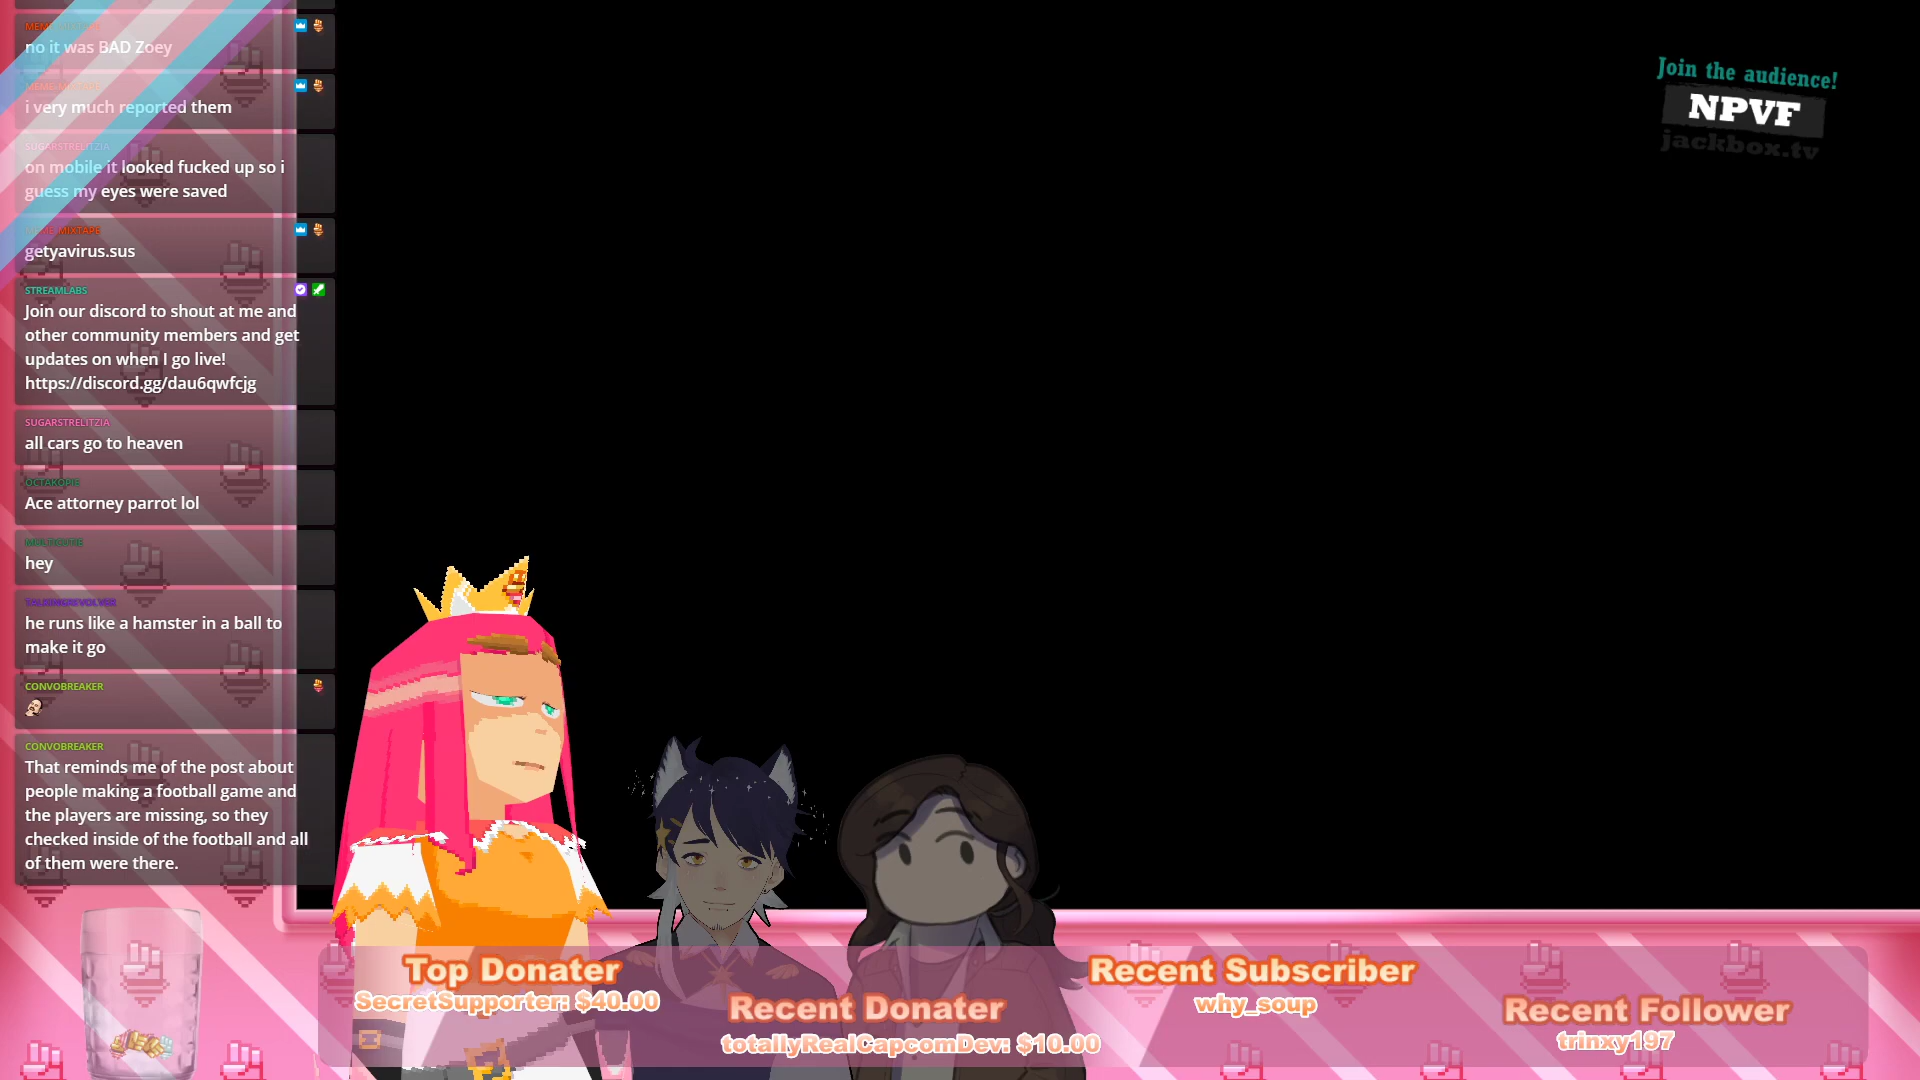 no it was BAD Zoey
i very much reported them
SUGARSTRELITZIA
on mobile it looked fucked up so i
guess my eyes were saved
MEME_MIXTAPE
getyavirus.sus
STREAMLABS
Join our discord to shout at me and
other community members and get
updates on when I go live!
https://discord.gg/dau6qwfcjg
SUGARSTRELITZIA
all cars go to heaven
OCTAKOPIE
Ace attorney parrot lol
hey
TALKINGREVOLVER
he runs like a hamster in a ball to
make it go
CONVOBREAKER
CONVOBREAKER
That reminds me of the post about
people making a football game and
the players are missing, so they
checked inside of the football and all
of them were there.
Join the audience!
NPVF
jackbox.tv
Top Donater
SecretSupporter: $40.00
Recent Donater
totallyRealCapcomDev: $10.00
Recent Subscriber
why_soup
Recent Follower
trinxy197